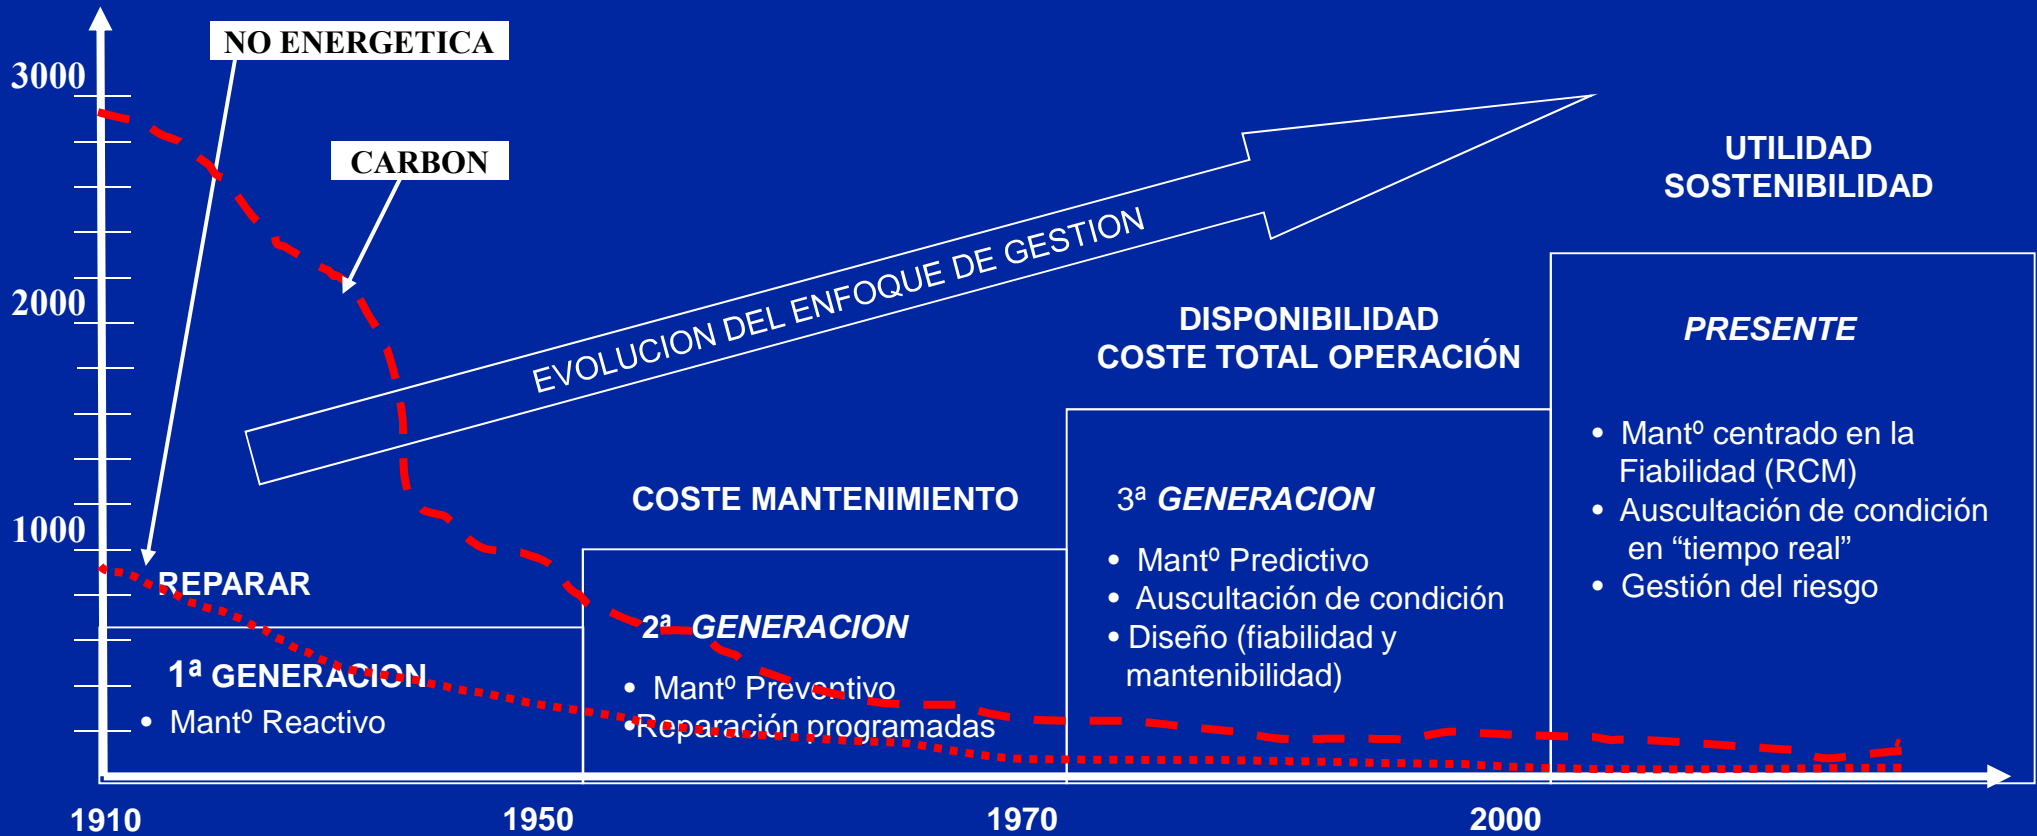 NO ENERGETICA
3000
CARBON
UTILIDAD
SOSTENIBILIDAD
EVOLUCION DEL ENFOQUE DE GESTION
2000
DISPONIBILIDAD
COSTE TOTAL OPERACIÓN
PRESENTE
• Mantº centrado en la
Fiabilidad (RCM)
• Auscultación de condición
en “tiempo real”
• Gestión del riesgo
COSTE MANTENIMIENTO
3ª GENERACION
• Mantº Predictivo
• Auscultación de condición
• Diseño (fiabilidad y
mantenibilidad)
1000
REPARAR
2ª GENERACION
• Mantº Preventivo
•Reparación programadas
1ª GENERACION
• Mantº Reactivo
1910
1950
1970
2000